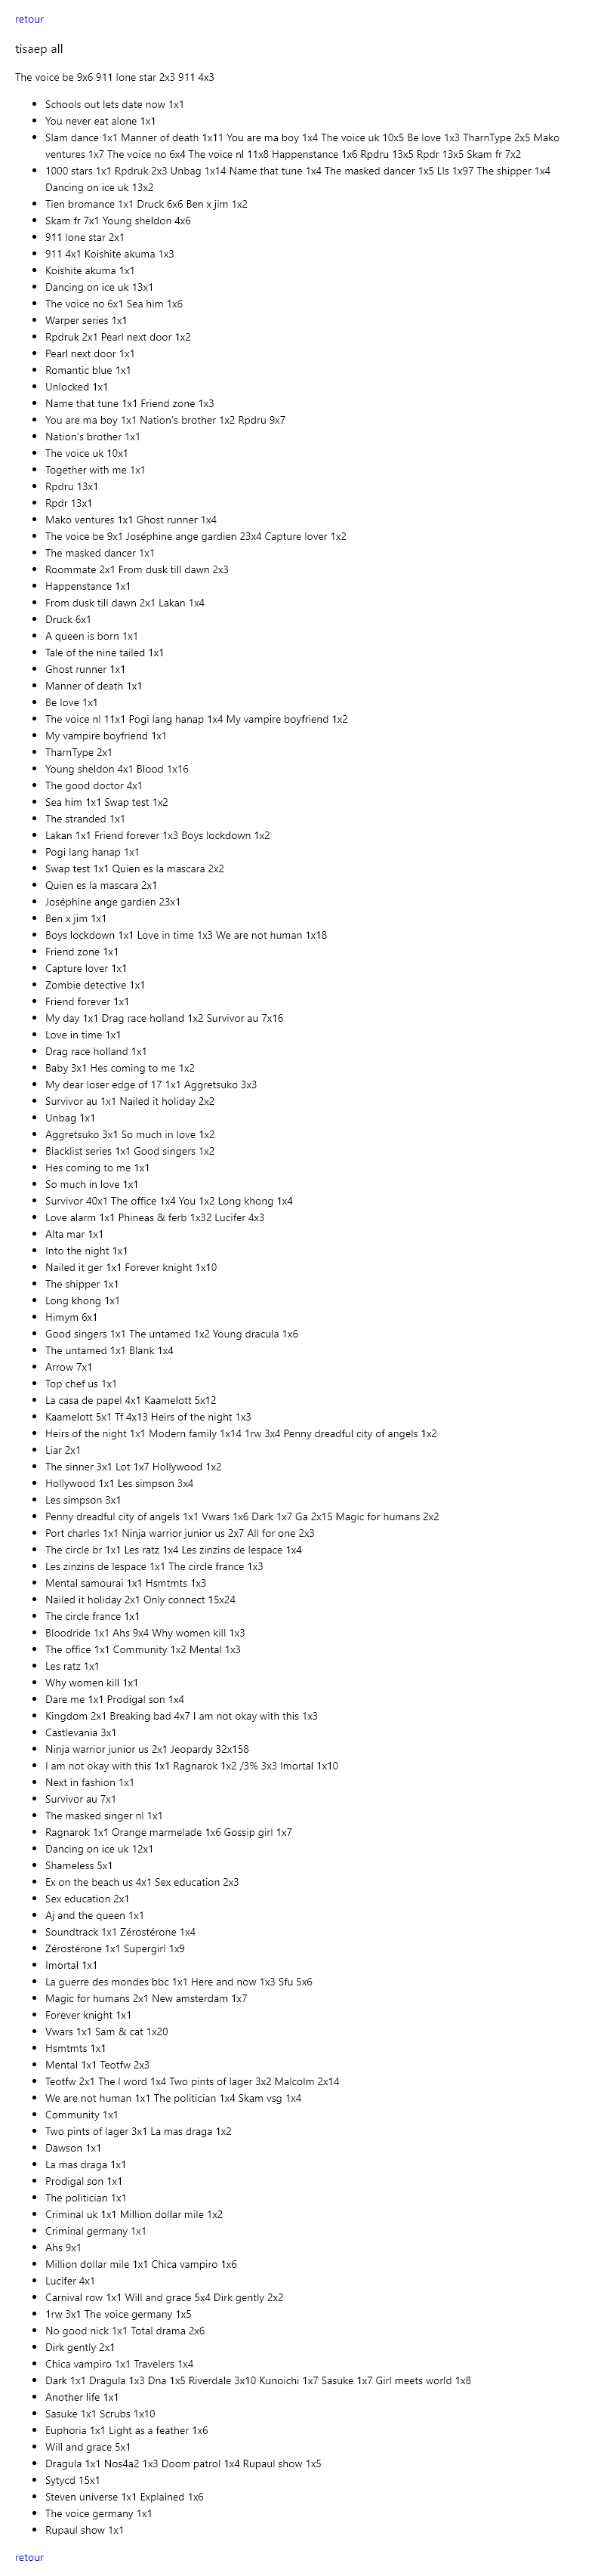 retour
tisaep all
The voice be 9x6 911 lone star 2x3 911 4x3
Schools out lets date now 1x1
You never eat alone 1x1
Slam dance 1x1 Manner of death 1x11 You are ma boy 1x4 The voice uk 10x5 Be love 1x3 TharnType 2x5 Mako
ventures 1x7 The voice no 6x4 The voice nl 11x8 Happenstance 1x6 Rpdru 13x5 Rpdr 13x5 Skam fr 7x2
1000 stars 1x1 Rpdruk 2x3 Unbag 1x14 Name that tune 1x4 The masked dancer 1x5 Lls 1x97 The shipper 1x4
Dancing on ice uk 13x2
Tien bromance 1x1 Druck 6x6 Ben x jim 1x2
Skam fr 7x1 Young sheldon 4x6
911 lone star 2x1
911 4x1 Koishite akuma 1x3
Koishite akuma 1x1
Dancing on ice uk 13x1
The voice no 6x1 Sea him 1x6
Warper series 1x1
Rpdruk 2x1 Pearl next door 1x2
Pearl next door 1x1
Romantic blue 1x1
Unlocked 1x1
Name that tune 1x1 Friend zone 1x3
You are ma boy 1x1 Nation's brother 1x2 Rpdru 9x7
Nation's brother 1x1
The voice uk 10x1
Together with me 1x1
Rpdru 13x1
Rpdr 13x1
Mako ventures 1x1 Ghost runner 1x4
The voice be 9x1 Joséphine ange gardien 23x4 Capture lover 1x2
The masked dancer 1x1
Roommate 2x1 From dusk till dawn 2x3
Happenstance 1x1
From dusk till dawn 2x1 Lakan 1x4
Druck 6x1
A queen is born 1x1
Tale of the nine tailed 1x1
Ghost runner 1x1
Manner of death 1x1
Be love 1x1
The voice nl 11x1 Pogi lang hanap 1x4 My vampire boyfriend 1x2
My vampire boyfriend 1x1
TharnType 2x1
Young sheldon 4x1 Blood 1x16
The good doctor 4x1
Sea him 1x1 Swap test 1x2
The stranded 1x1
Lakan 1x1 Friend forever 1x3 Boys lockdown 1x2
Pogi lang hanap 1x1
Swap test 1x1 Quien es la mascara 2x2
Quien es la mascara 2x1
Joséphine ange gardien 23x1
Ben x jim 1x1
Boys lockdown 1x1 Love in time 1x3 We are not human 1x18
Friend zone 1x1
Capture lover 1x1
Zombie detective 1x1
Friend forever 1x1
My day 1x1 Drag race holland 1x2 Survivor au 7x16
Love in time 1x1
Drag race holland 1x1
Baby 3x1 Hes coming to me 1x2
My dear loser edge of 17 1x1 Aggretsuko 3x3
Survivor au 1x1 Nailed it holiday 2x2
Unbag 1x1
Aggretsuko 3x1 So much in love 1x2
Blacklist series 1x1 Good singers 1x2
Hes coming to me 1x1
So much in love 1x1
Survivor 40x1 The office 1x4 You 1x2 Long khong 1x4
Love alarm 1x1 Phineas & ferb 1x32 Lucifer 4x3
Alta mar 1x1
Into the night 1x1
Nailed it ger 1x1 Forever knight 1x10
The shipper 1x1
Long khong 1x1
Himym 6x1
Good singers 1x1 The untamed 1x2 Young dracula 1x6
The untamed 1x1 Blank 1x4
Arrow 7x1
Top chef us 1x1
La casa de papel 4x1 Kaamelott 5x12
Kaamelott 5x1 Tf 4x13 Heirs of the night 1x3
Heirs of the night 1x1 Modern family 1x14 1rw 3x4 Penny dreadful city of angels 1x2
Liar 2x1
The sinner 3x1 Lot 1x7 Hollywood 1x2
Hollywood 1x1 Les simpson 3x4
Les simpson 3x1
Penny dreadful city of angels 1x1 Vwars 1x6 Dark 1x7 Ga 2x15 Magic for humans 2x2
Port charles 1x1 Ninja warrior junior us 2x7 All for one 2x3
The circle br 1x1 Les ratz 1x4 Les zinzins de lespace 1x4
Les zinzins de lespace 1x1 The circle france 1x3
Mental samourai 1x1 Hsmtmts 1x3
Nailed it holiday 2x1 Only connect 15x24
The circle france 1x1
Bloodride 1x1 Ahs 9x4 Why women kill 1x3
The office 1x1 Community 1x2 Mental 1x3
Les ratz 1x1
Why women kill 1x1
Dare me 1x1 Prodigal son 1x4
Kingdom 2x1 Breaking bad 4x7 I am not okay with this 1x3
Castlevania 3x1
Ninja warrior junior us 2x1 Jeopardy 32x158
I am not okay with this 1x1 Ragnarok 1x2 /3% 3x3 Imortal 1x10
Next in fashion 1x1
Survivor au 7x1
The masked singer nl 1x1
Ragnarok 1x1 Orange marmelade 1x6 Gossip girl 1x7
Dancing on ice uk 12x1
Shameless 5x1
Ex on the beach us 4x1 Sex education 2x3
Sex education 2x1
Aj and the queen 1x1
Soundtrack 1x1 Zérostérone 1x4
Zérostérone 1x1 Supergirl 1x9
Imortal 1x1
La guerre des mondes bbc 1x1 Here and now 1x3 Sfu 5x6
Magic for humans 2x1 New amsterdam 1x7
Forever knight 1x1
Vwars 1x1 Sam & cat 1x20
Hsmtmts 1x1
Mental 1x1 Teotfw 2x3
Teotfw 2x1 The l word 1x4 Two pints of lager 3x2 Malcolm 2x14
We are not human 1x1 The politician 1x4 Skam vsg 1x4
Community 1x1
Two pints of lager 3x1 La mas draga 1x2
Dawson 1x1
La mas draga 1x1
Prodigal son 1x1
The politician 1x1
Criminal uk 1x1 Million dollar mile 1x2
Criminal germany 1x1
Ahs 9x1
Million dollar mile 1x1 Chica vampiro 1x6
Lucifer 4x1
Carnival row 1x1 Will and grace 5x4 Dirk gently 2x2
1rw 3x1 The voice germany 1x5
No good nick 1x1 Total drama 2x6
Dirk gently 2x1
Chica vampiro 1x1 Travelers 1x4
Dark 1x1 Dragula 1x3 Dna 1x5 Riverdale 3x10 Kunoichi 1x7 Sasuke 1x7 Girl meets world 1x8
Another life 1x1
Sasuke 1x1 Scrubs 1x10
Euphoria 1x1 Light as a feather 1x6
Will and grace 5x1
Dragula 1x1 Nos4a2 1x3 Doom patrol 1x4 Rupaul show 1x5
Sytycd 15x1
Steven universe 1x1 Explained 1x6
The voice germany 1x1
Rupaul show 1x1
retour